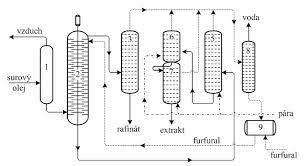 vzduch
voda
surový
olej
1
2
3
6
7
5
8
pára
9
rafinát
extrakt
furfural
furfural